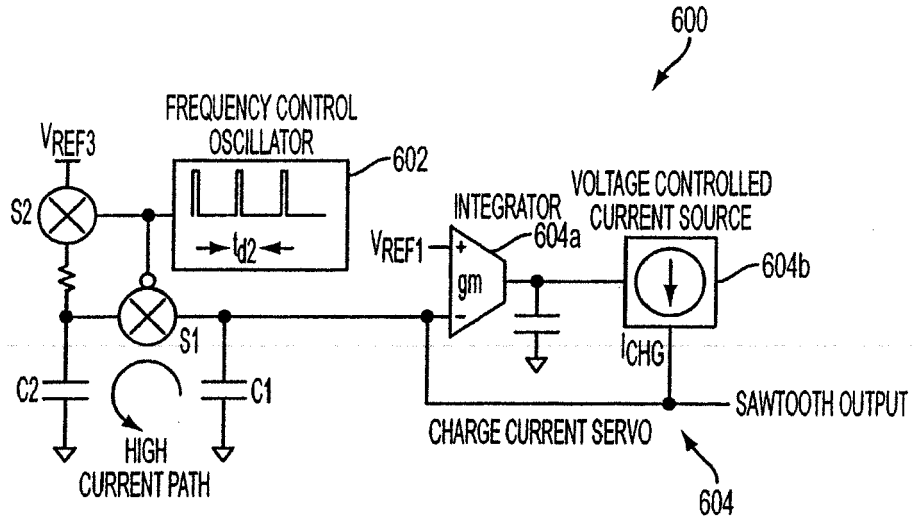 600
FREQUENCY CONTROL
OSCILLATOR
602
VREF3
S2
td2
S1
C2
C1
HIGH
CURRENT PATH
INTEGRATOR
604a
VREF1
+
gm
−
VOLTAGE CONTROLLED
CURRENT SOURCE
604b
ICHG
SAWTOOTH OUTPUT
CHARGE CURRENT SERVO
604